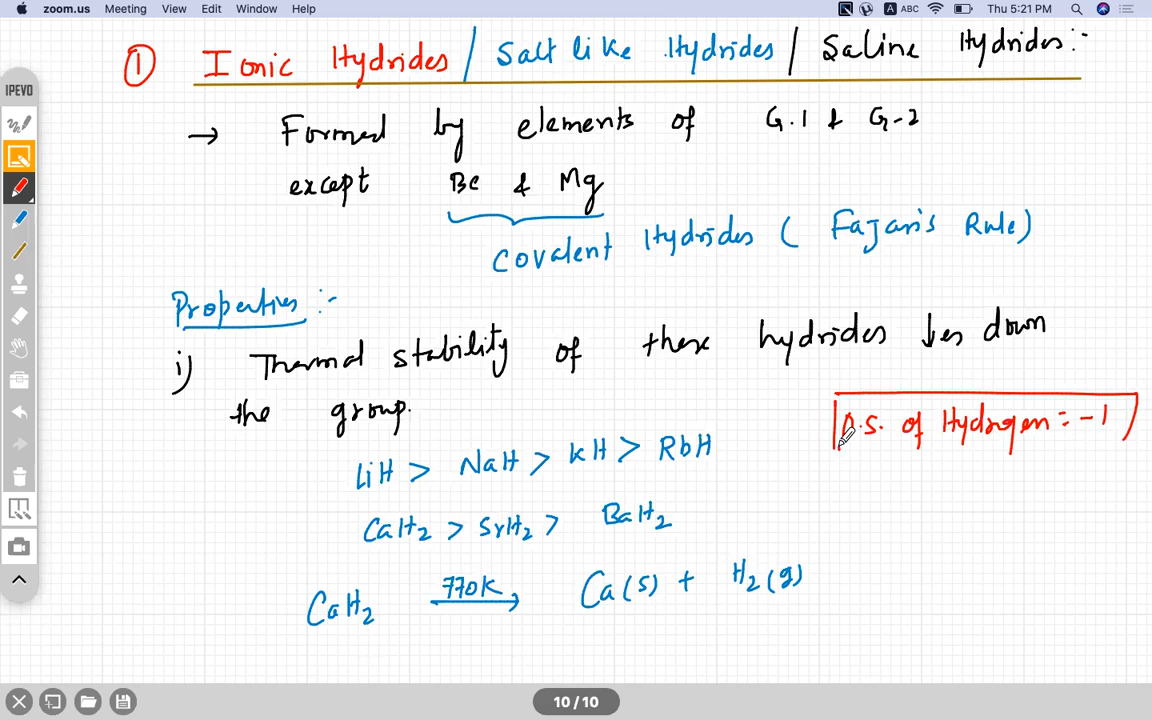 zoom.us Meeting View Edit Window Help A ABC Thu 5:21 PM
① Ionic Hydrides / Salt like Hydrides / Saline Hydrides:-
IPEVO
→ Formed by elements of G.1 & G-2
except Be & Mg
Covalent Hydrides ( Fajan's Rule)
Properties :-
i) Thermal stability of these hydrides ↓es down
the group.
O.S. of Hydrogen = -1
LiH > NaH > KH > RbH
CaH₂ > SrH₂ > BaH₂
CaH₂ 770K → Ca(s) + H₂(g)
10/10